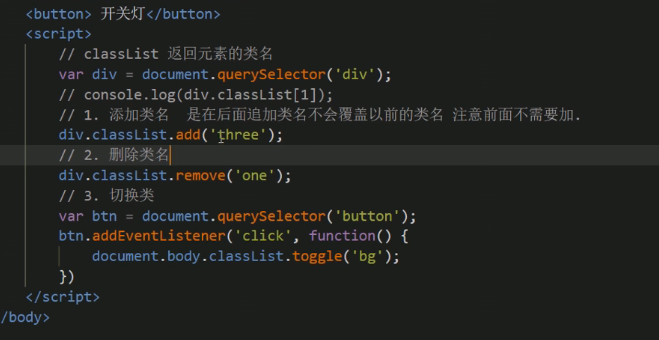 <button> 开关灯</button>
<script>
// classList 返回元素的类名
var div = document.querySelector('div');
// console.log(div.classList[1]);
// 1. 添加类名  是在后面追加类名不会覆盖以前的类名 注意前面不需要加.
div.classList.add('three');
// 2. 删除类名
div.classList.remove('one');
// 3. 切换类
var btn = document.querySelector('button');
btn.addEventListener('click', function() {
document.body.classList.toggle('bg');
})
</script>
/body>